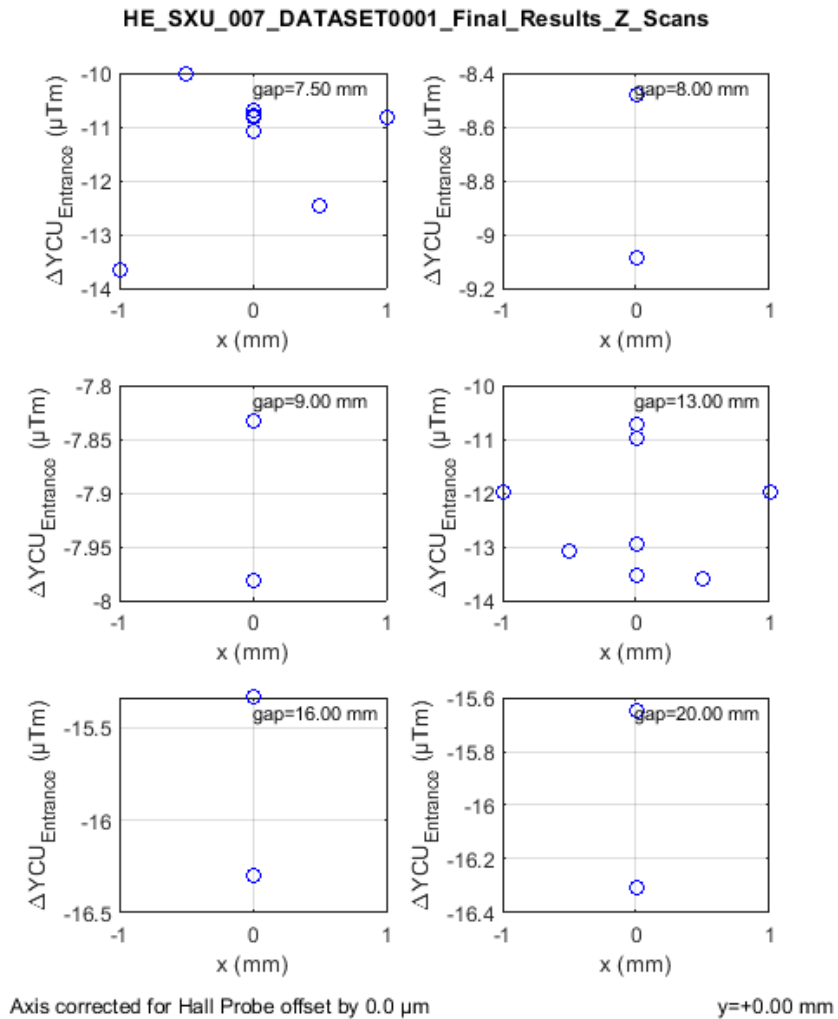 HE_SXU_007_DATASET0001_Final_Results_Z_Scans
gap=7.50 mm
-10
-11
-12
-13
-14
ΔYCU_Entrance (μTm)
-1 0 1
x (mm)
gap=8.00 mm
-8.4
-8.6
-8.8
-9
-9.2
ΔYCU_Entrance (μTm)
-1 0 1
x (mm)
gap=9.00 mm
-7.8
-7.85
-7.9
-7.95
-8
ΔYCU_Entrance (μTm)
-1 0 1
x (mm)
gap=13.00 mm
-10
-11
-12
-13
-14
ΔYCU_Entrance (μTm)
-1 0 1
x (mm)
gap=16.00 mm
-15.5
-16
-16.5
ΔYCU_Entrance (μTm)
-1 0 1
x (mm)
gap=20.00 mm
-15.6
-15.8
-16
-16.2
-16.4
ΔYCU_Entrance (μTm)
-1 0 1
x (mm)
Axis corrected for Hall Probe offset by 0.0 μm
y=+0.00 mm